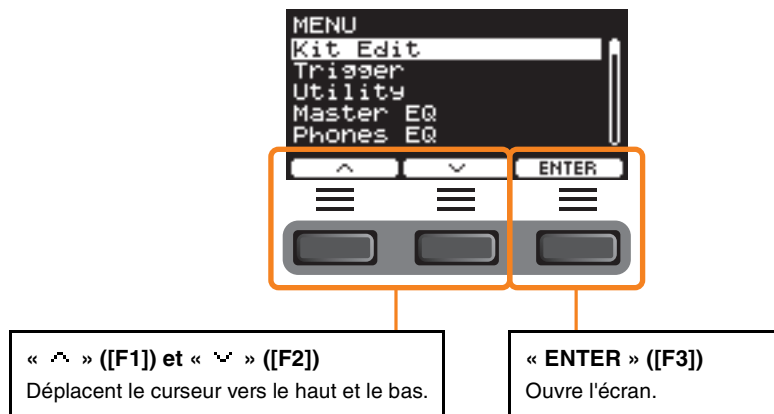 MENU
Kit Edit
Trigger
Utility
Master EQ
Phones EQ
ENTER
« ^ » ([F1]) et « v » ([F2])
Déplacent le curseur vers le haut et le bas.
« ENTER » ([F3])
Ouvre l'écran.